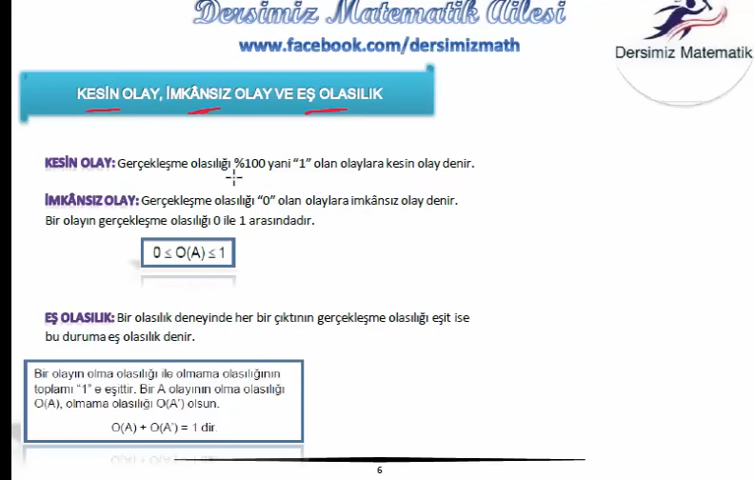 Dersimiz Matematik Ailesi
www.facebook.com/dersimizmath
Dersimiz Matematik
KESİN OLAY, İMKÂNSIZ OLAY VE EŞ OLASILIK
KESİN OLAY: Gerçekleşme olasılığı %100 yani “1” olan olaylara kesin olay denir.
İMKÂNSIZ OLAY: Gerçekleşme olasılığı “0” olan olaylara imkânsız olay denir.
Bir olayın gerçekleşme olasılığı 0 ile 1 arasındadır.
0 ≤ O(A) ≤ 1
EŞ OLASILIK: Bir olasılık deneyinde her bir çıktının gerçekleşme olasılığı eşit ise
bu duruma eş olasılık denir.
Bir olayın olma olasılığı ile olmama olasılığının
toplamı “1” e eşittir. Bir A olayının olma olasılığı
O(A), olmama olasılığı O(A’) olsun.
O(A) + O(A’) = 1 dir.
6